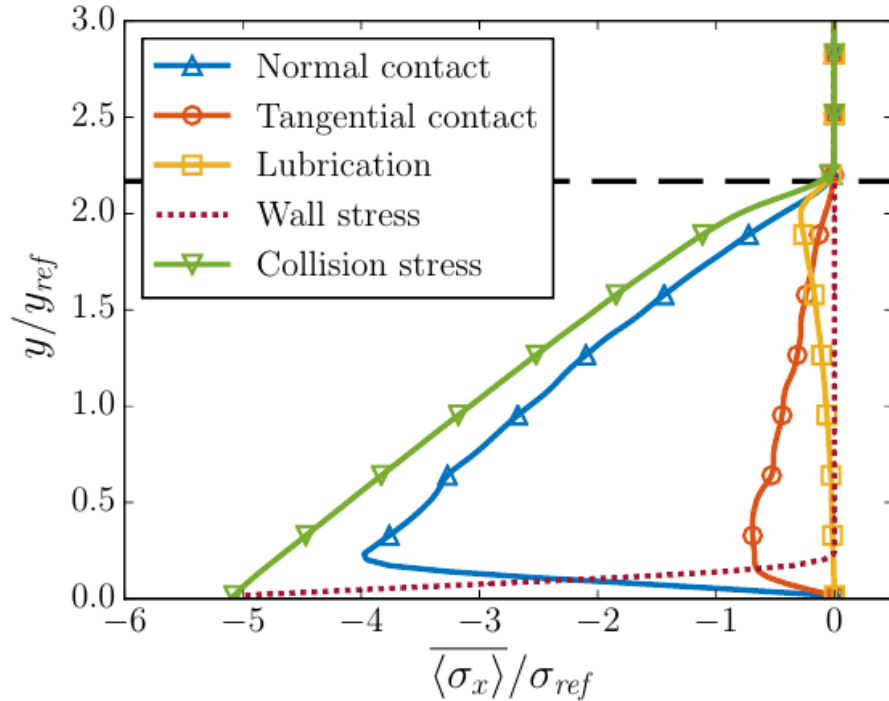 3.0
2.5
2.0
1.5
1.0
0.5
0.0
y/y_ref
Normal contact
Tangential contact
Lubrication
Wall stress
Collision stress
−6 −5 −4 −3 −2 −1 0
⟨σ_x⟩̅/σ_ref